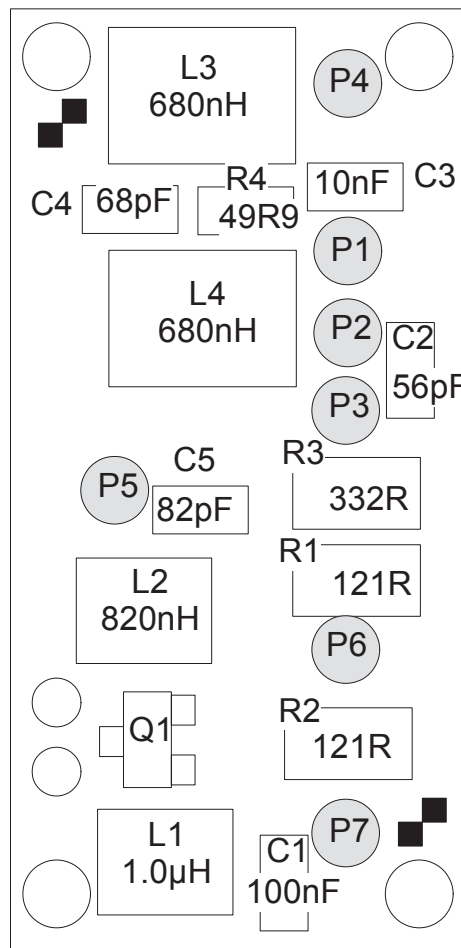 L3
680nH
P4
C4
68pF
R4
49R9
10nF
C3
P1
L4
680nH
P2
C2
56pF
P3
C5
82pF
P5
R3
332R
R1
121R
L2
820nH
P6
Q1
R2
121R
L1
1.0µH
C1
100nF
P7